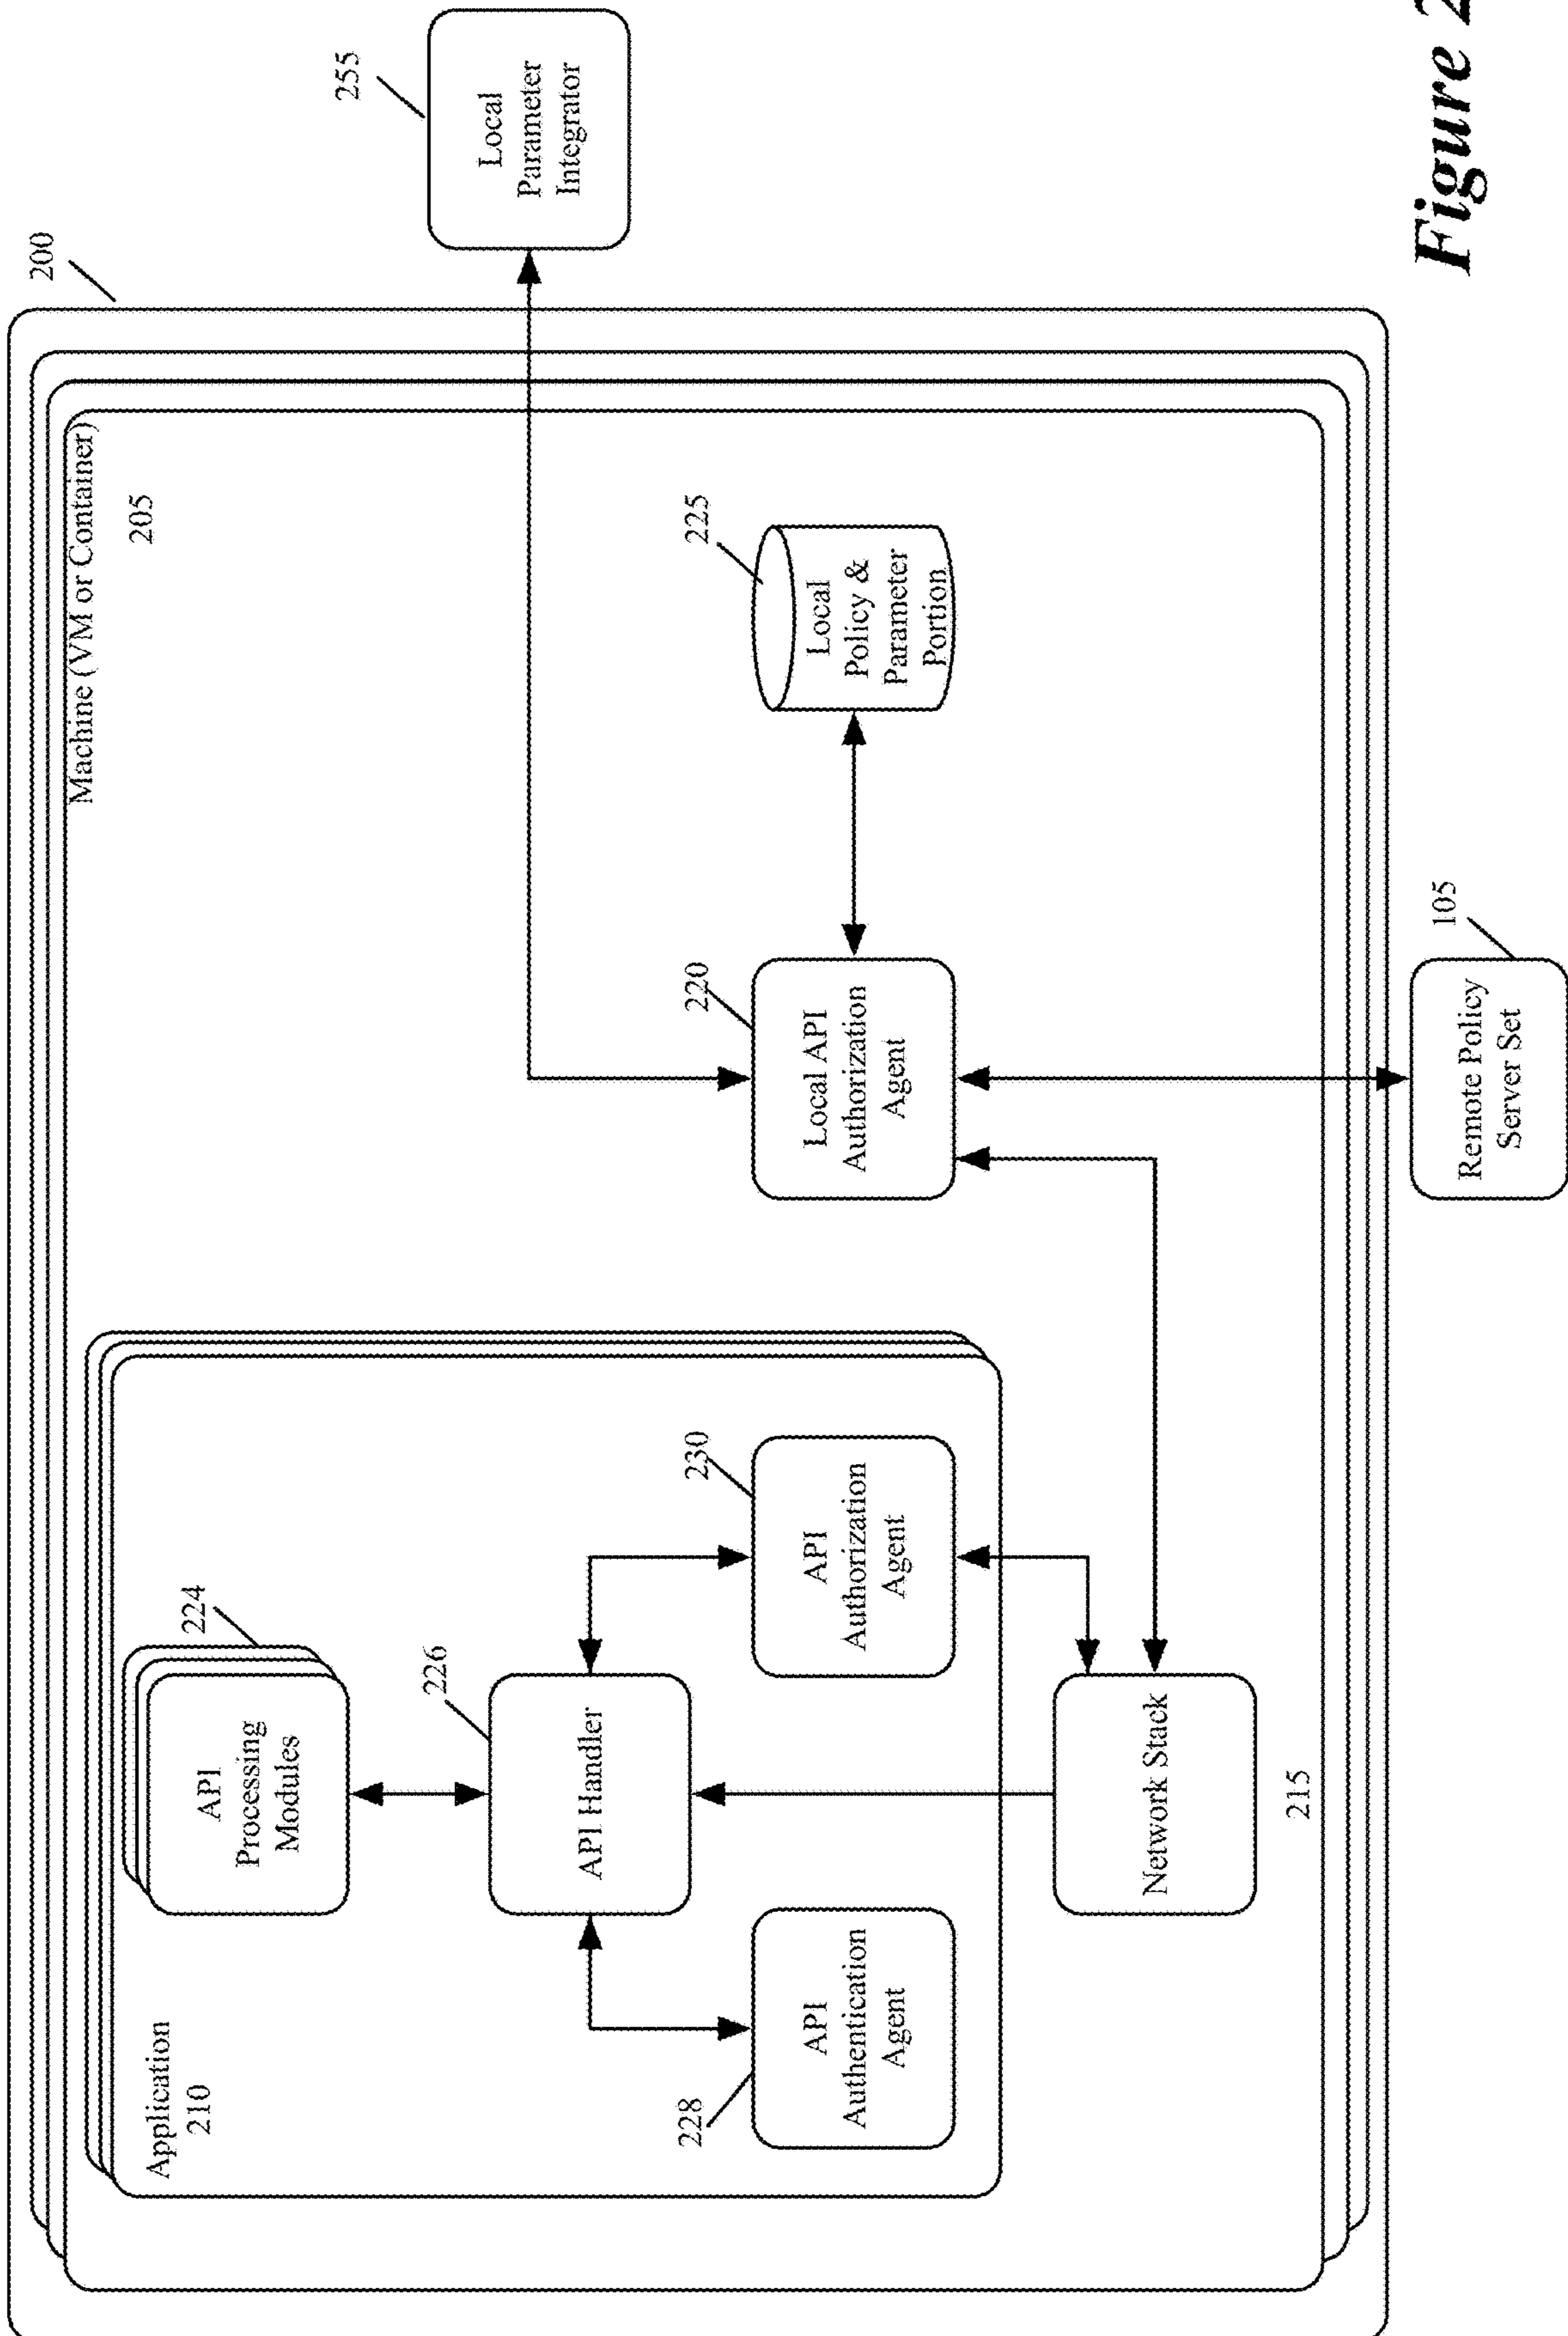 200
Machine (VM or Container)
205
255
Local
Parameter
Integrator
Application
210
224
API
Processing
Modules
226
API Handler
228
API
Authentication
Agent
230
API
Authorization
Agent
220
Local API
Authorization
Agent
225
Local
Policy &
Parameter
Portion
Network Stack
215
105
Remote Policy
Server Set
Figure 2